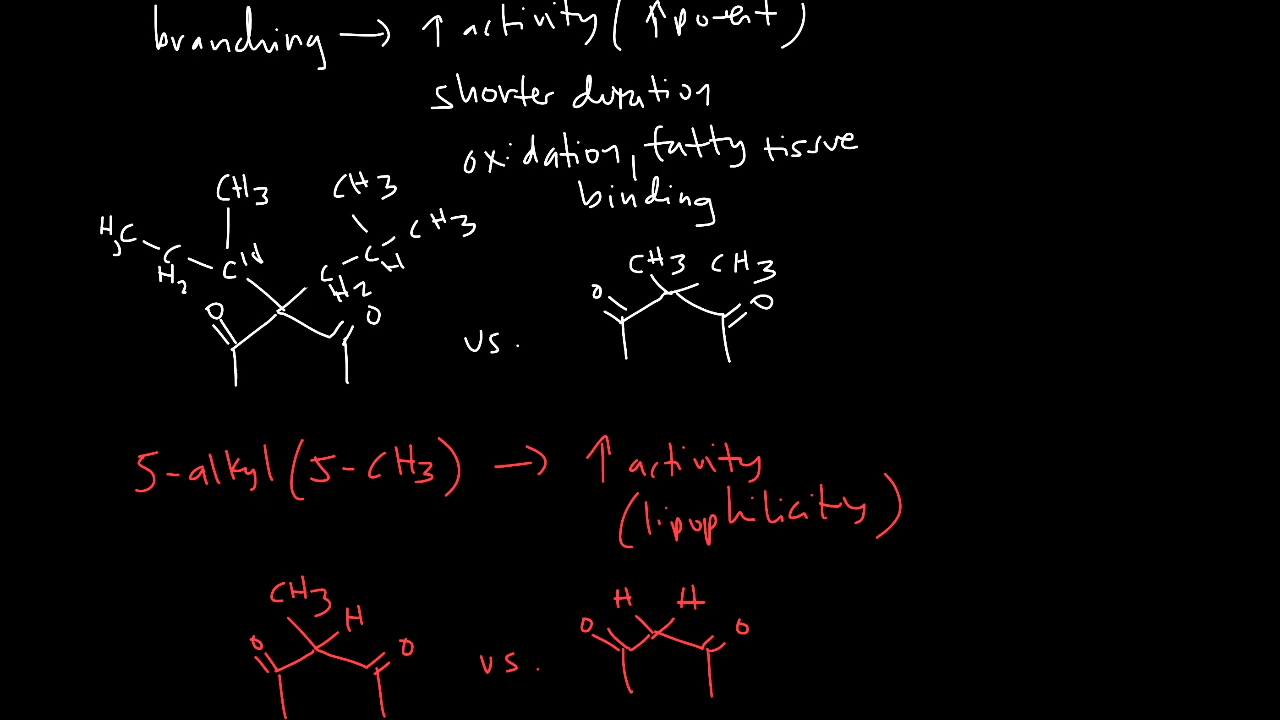 branching → ↑ activity (↑ potent)
shorter duration
oxidation, fatty tissue
binding
CH3 CH3
H3C C H2 C CH3
C H2 C H
O O
vs.
CH3 CH3
O O
5-alkyl (5-CH3) → ↑ activity
(lipophilicity)
CH3 H
O O
vs.
H H
O O